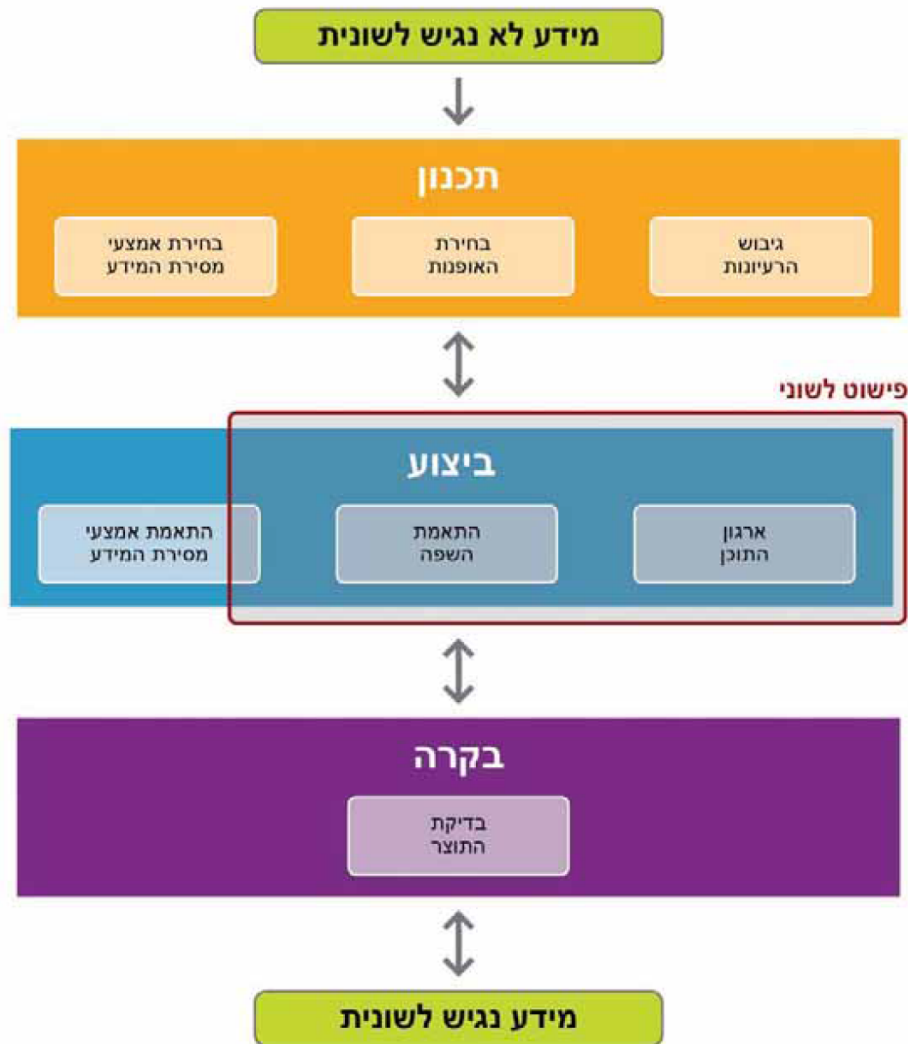 מידע לא נגיש לשונית
תכנון
גיבוש
הרעיונות
בחירת
האופנות
בחירת אמצעי
מסירת המידע
פישוט לשוני
ביצוע
ארגון
התוכן
התאמת
השפה
התאמת אמצעי
מסירת המידע
בקרה
בדיקת
התוצר
מידע נגיש לשונית